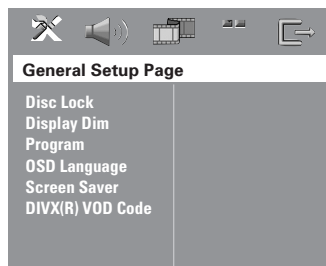 General Setup Page
Disc Lock
Display Dim
Program
OSD Language
Screen Saver
DIVX(R) VOD Code